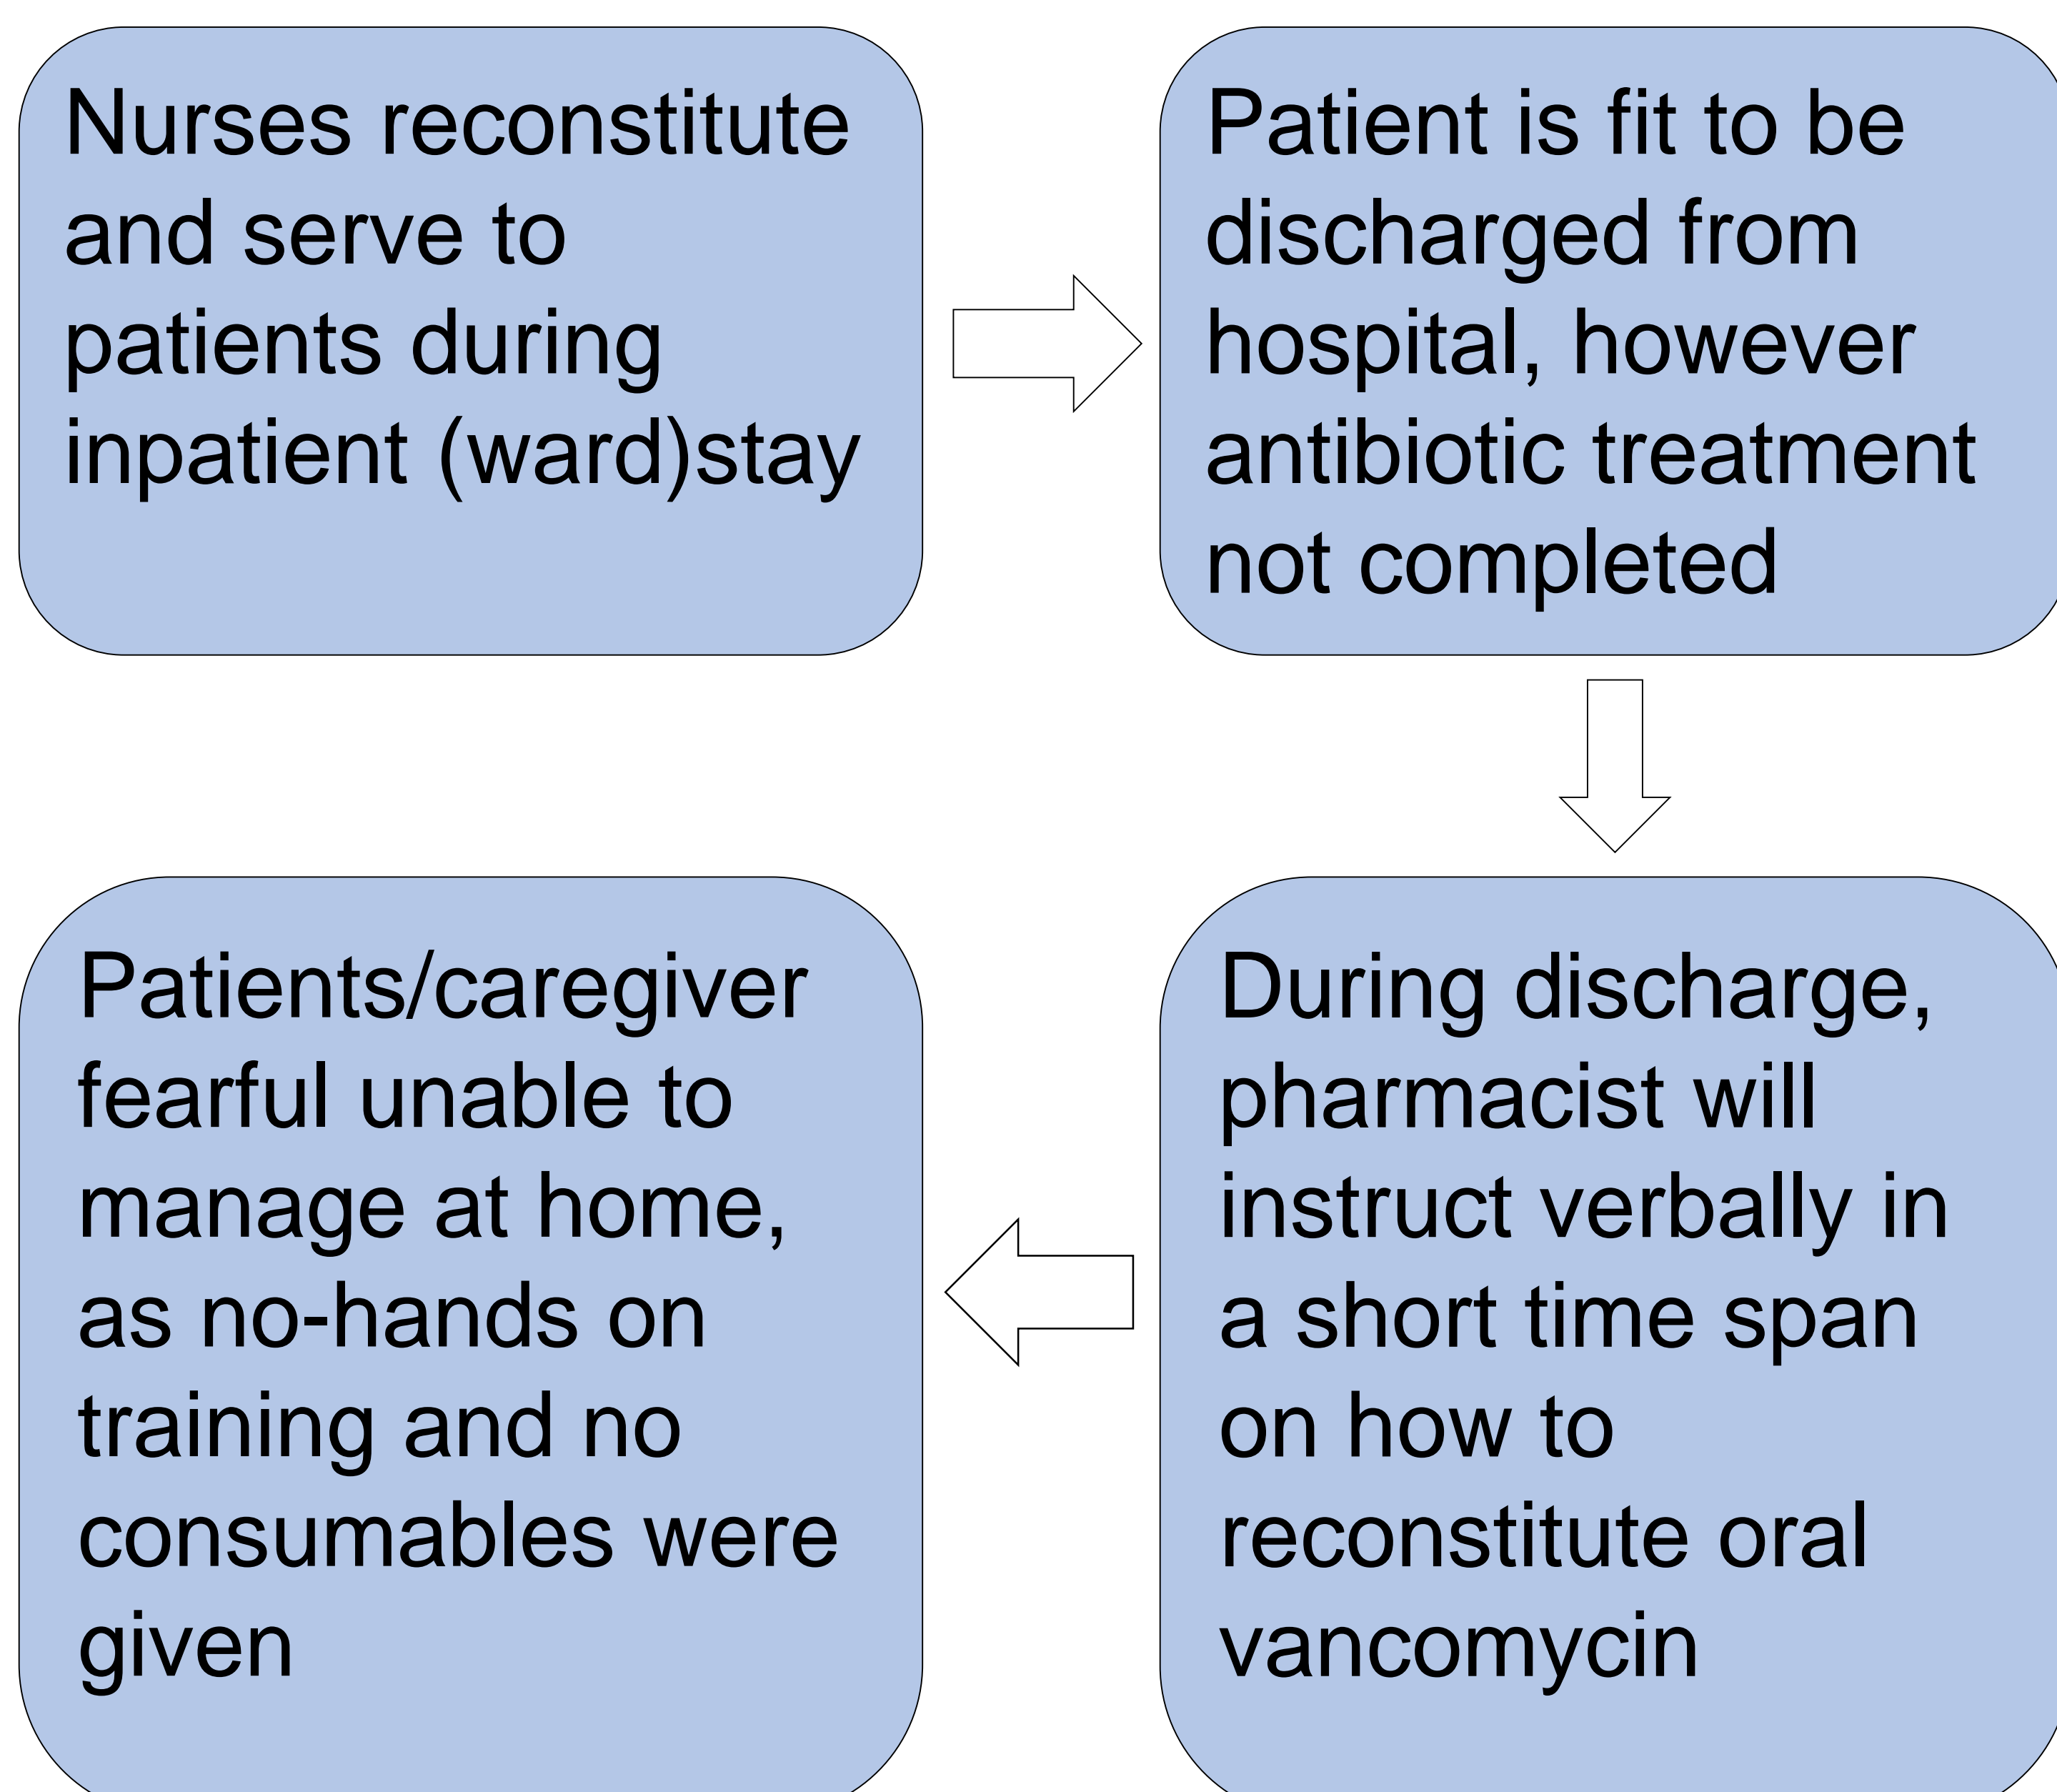 Nurses reconstitute
and serve to
patients during
inpatient (ward)stay
Patient is fit to be
discharged from
hospital, however
antibiotic treatment
not completed
During discharge,
pharmacist will
instruct verbally in
a short time span
on how to
reconstitute oral
vancomycin
Patients/caregiver
fearful unable to
manage at home,
as no-hands on
training and no
consumables were
given